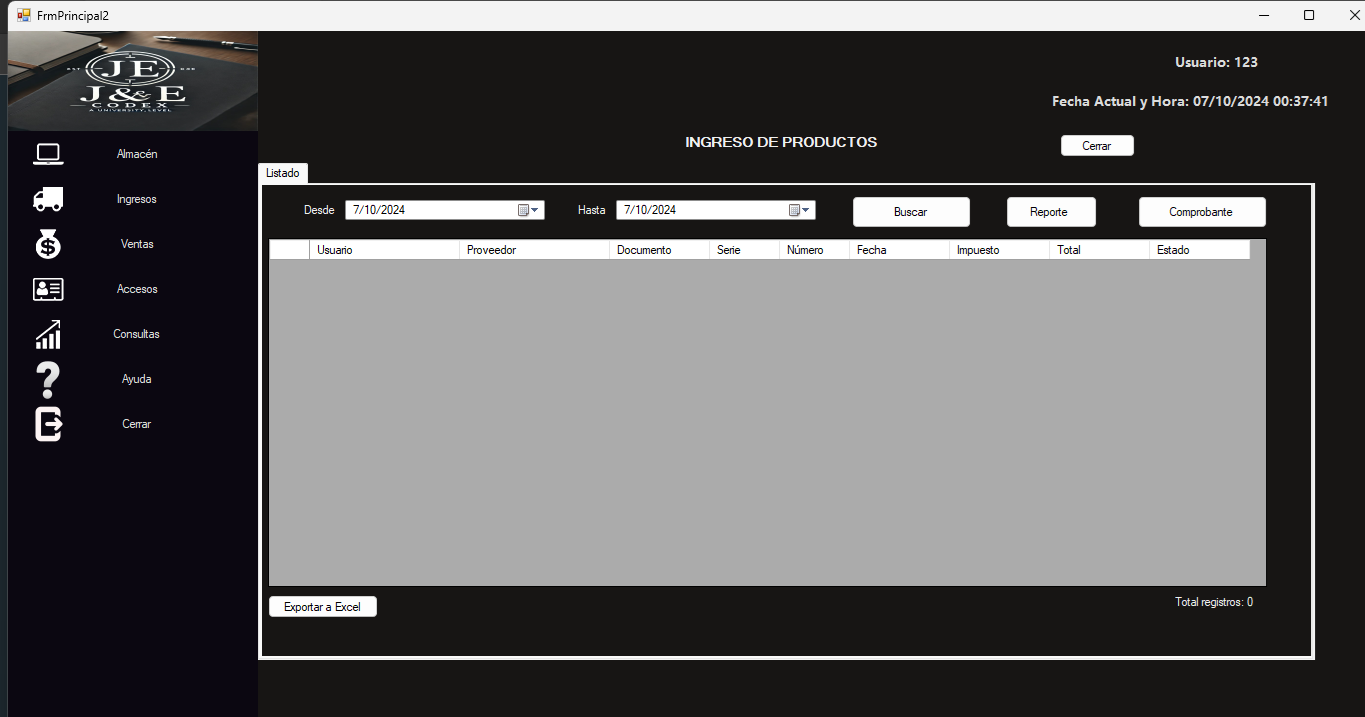 FrmPrincipal2
JE
J&E
CODEX
A UNIVERSITY, LEVEL
Usuario: 123
Fecha Actual y Hora: 07/10/2024 00:37:41
INGRESO DE PRODUCTOS
Cerrar
Almacén
Ingresos
Ventas
Accesos
Consultas
Ayuda
Cerrar
Listado
Desde 7/10/2024 Hasta 7/10/2024 Buscar Reporte Comprobante
Usuario Proveedor Documento Serie Número Fecha Impuesto Total Estado
Exportar a Excel
Total registros: 0